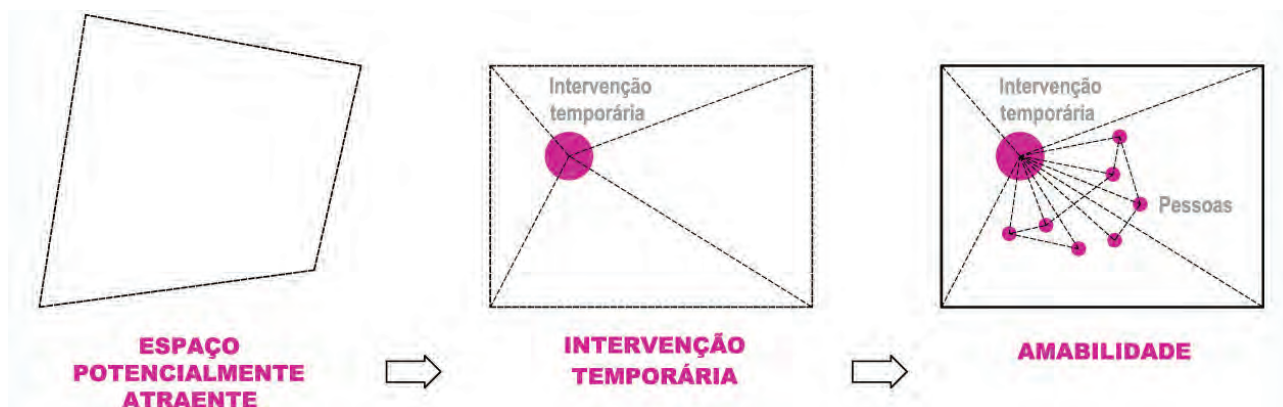 Intervenção
temporária
Intervenção
temporária
Pessoas
ESPAÇO
POTENCIALMENTE
ATRAENTE
INTERVENÇÃO
TEMPORÁRIA
AMABILIDADE